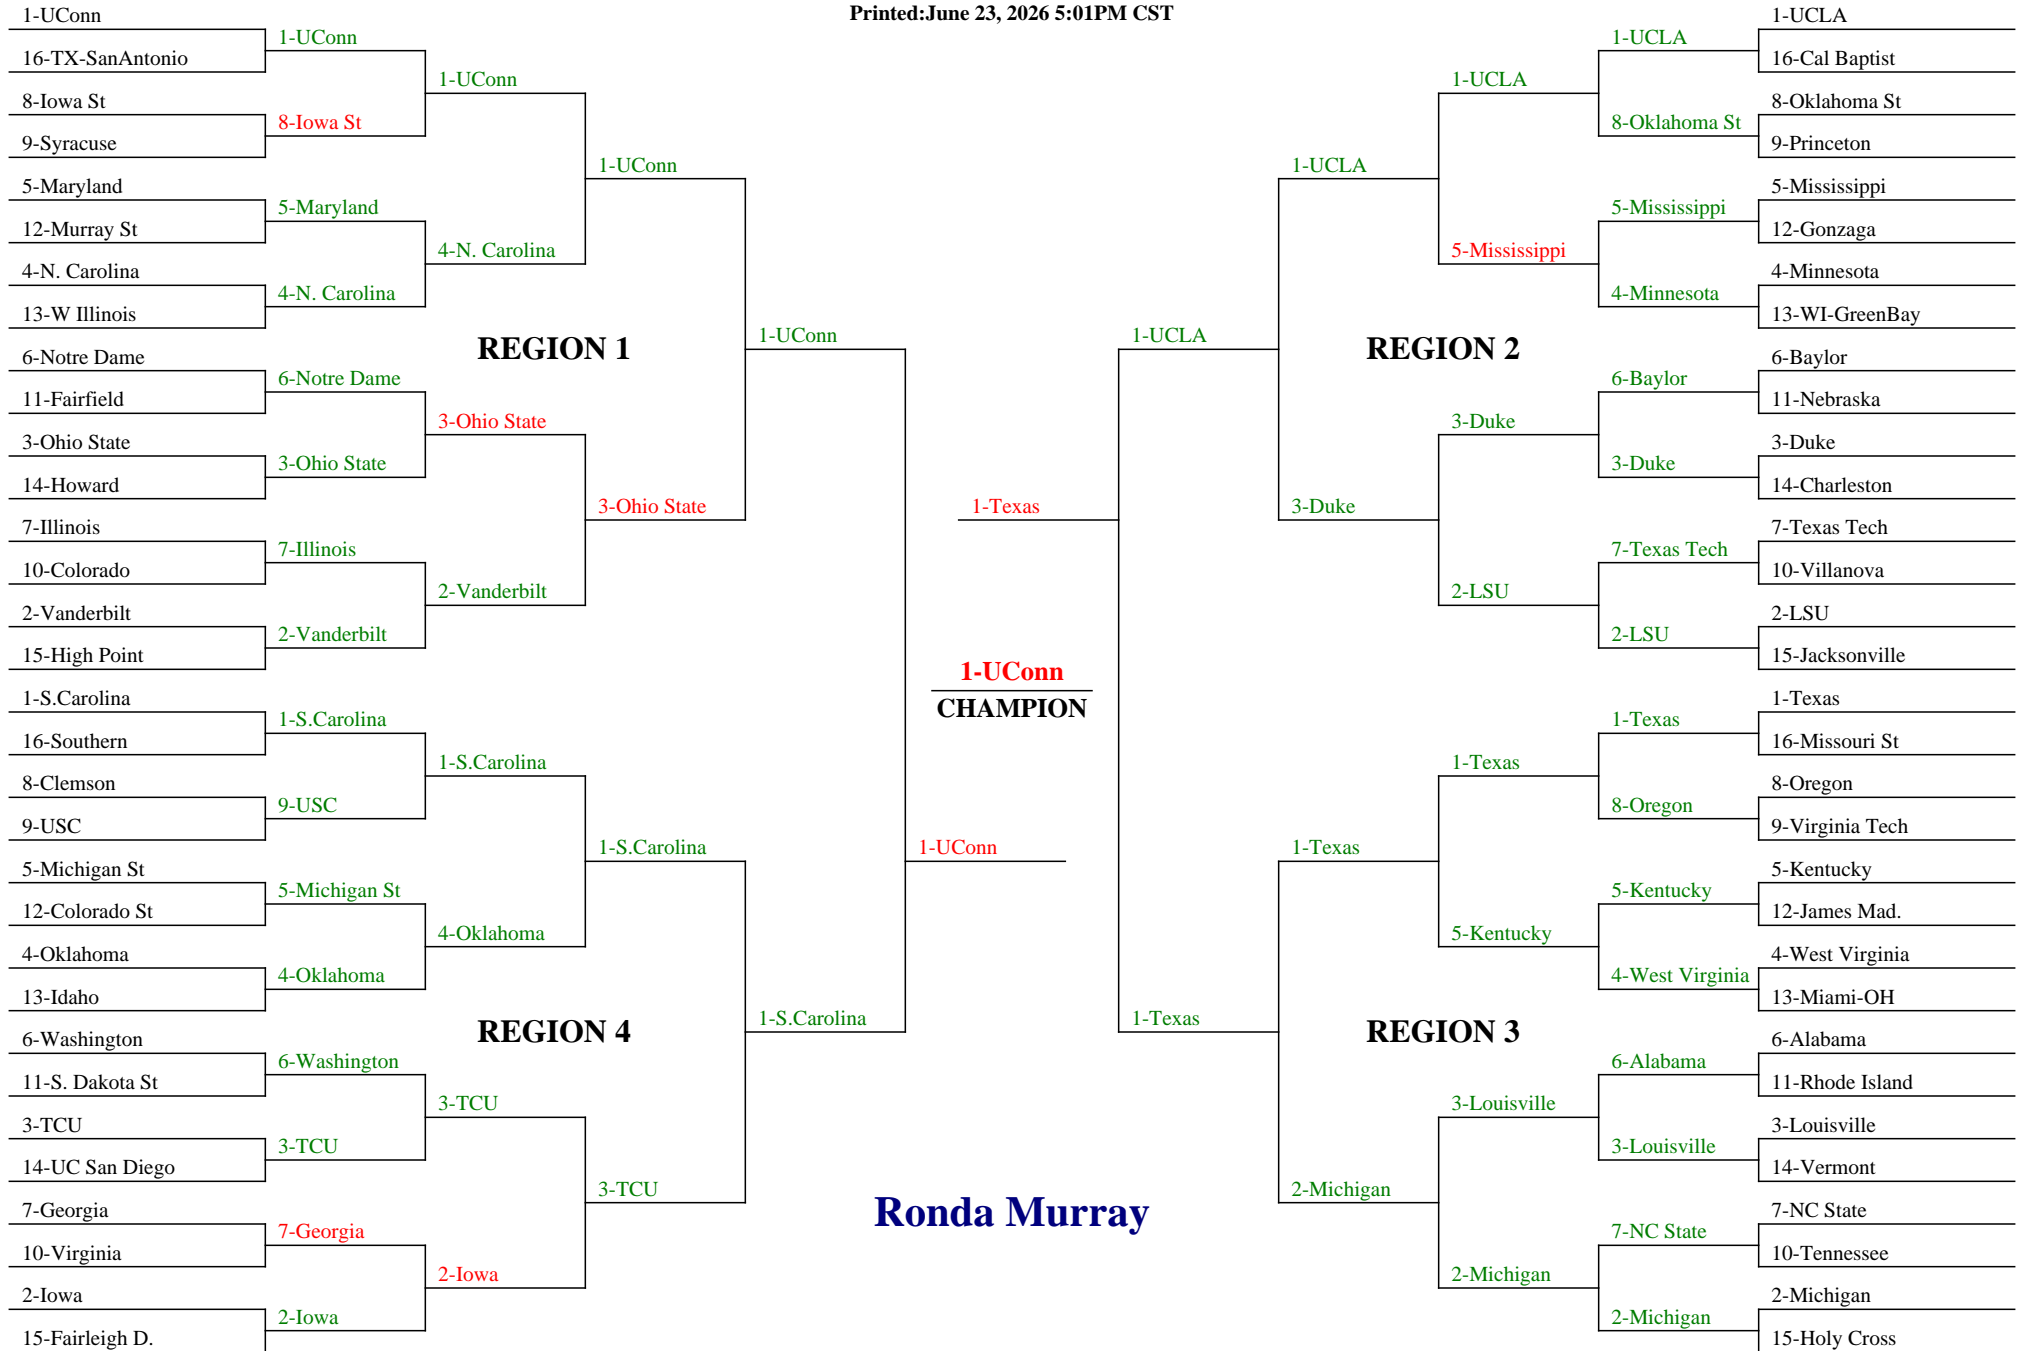 Printed:June 23, 2026 5:01PM CST
1-UConn
16-TX-SanAntonio
8-Iowa St
9-Syracuse
5-Maryland
12-Murray St
4-N. Carolina
13-W Illinois
6-Notre Dame
11-Fairfield
3-Ohio State
14-Howard
7-Illinois
10-Colorado
2-Vanderbilt
15-High Point
1-S.Carolina
16-Southern
8-Clemson
9-USC
5-Michigan St
12-Colorado St
4-Oklahoma
13-Idaho
6-Washington
11-S. Dakota St
3-TCU
14-UC San Diego
7-Georgia
10-Virginia
2-Iowa
15-Fairleigh D.
1-UConn
8-Iowa St
5-Maryland
4-N. Carolina
6-Notre Dame
3-Ohio State
7-Illinois
2-Vanderbilt
1-S.Carolina
9-USC
5-Michigan St
4-Oklahoma
6-Washington
3-TCU
7-Georgia
2-Iowa
1-UConn
4-N. Carolina
3-Ohio State
2-Vanderbilt
1-S.Carolina
4-Oklahoma
3-TCU
2-Iowa
REGION 1
REGION 4
1-UConn
3-Ohio State
1-S.Carolina
3-TCU
1-UConn
1-S.Carolina
1-UConn
1-Texas
1-UConn
CHAMPION
Ronda Murray
1-UCLA
1-Texas
1-UCLA
3-Duke
1-Texas
2-Michigan
REGION 2
REGION 3
1-UCLA
5-Mississippi
3-Duke
2-LSU
1-Texas
5-Kentucky
3-Louisville
2-Michigan
1-UCLA
8-Oklahoma St
5-Mississippi
4-Minnesota
6-Baylor
3-Duke
7-Texas Tech
2-LSU
1-Texas
8-Oregon
5-Kentucky
4-West Virginia
6-Alabama
3-Louisville
7-NC State
2-Michigan
1-UCLA
16-Cal Baptist
8-Oklahoma St
9-Princeton
5-Mississippi
12-Gonzaga
4-Minnesota
13-WI-GreenBay
6-Baylor
11-Nebraska
3-Duke
14-Charleston
7-Texas Tech
10-Villanova
2-LSU
15-Jacksonville
1-Texas
16-Missouri St
8-Oregon
9-Virginia Tech
5-Kentucky
12-James Mad.
4-West Virginia
13-Miami-OH
6-Alabama
11-Rhode Island
3-Louisville
14-Vermont
7-NC State
10-Tennessee
2-Michigan
15-Holy Cross